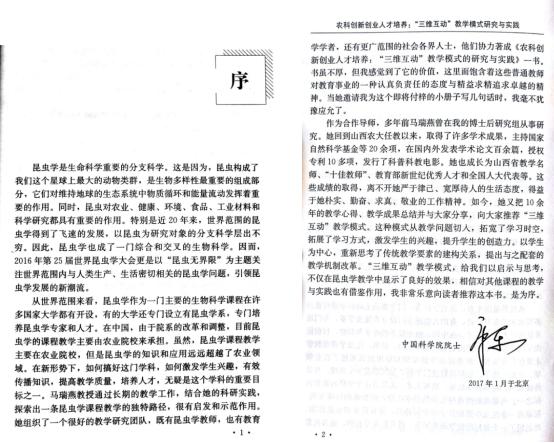 序
昆虫学是生命科学重要的分支科学。这是因为，昆虫构成了
我们这个星球上最大的动物类群，是生物多样性最重要的组成部
分，它们对维持地球的生态系统中物质循环和能量流动发挥着重
要的作用。同时，昆虫对农业、健康、环境、食品、工业材料和
科学研究都具有重要的作用。特别是近 20 年来，世界范围的昆
虫学得到了飞速的发展，以昆虫为研究对象的分支科学层出不
穷。因此，昆虫学也成了一门综合和交叉的生物科学。因而，
2016 年第 25 届世界昆虫学大会更是以“昆虫无界限”为主题关
注世界范围内与人类生产、生活密切相关的昆虫学问题，引领昆
虫学发展的新潮流。
从世界范围来看，昆虫学作为一门主要的生物科学课程在许
多国家大学都有开设，有的大学还专门设立有昆虫学系，专门培
养昆虫学专家和人才。在中国，由于院系的改革和调整，目前昆
虫学的课程教学主要由农业院校来承担。虽然，昆虫学课程教学
主要在农业院校，但是昆虫学的知识和应用远远超越了农业领
域。在新形势下，如何搞好这门学科，如何激发学生兴趣，有效
传播知识，提高教学质量，培养人才，无疑是这个学科的重要目
标之一。马瑞燕教授通过长期的教学工作，结合她的科研实践，
探索出一条昆虫学课程教学的独特路径，很有启发和示范作用。
她组织了一个很好的教学研究团队，既有昆虫学教师，也有教育
· 1 ·
农科创新创业人才培养：“三维互动”教学模式研究与实践
学学者，还有更广范围的社会各界人士，他们协力著成《农科创
新创业人才培养：“三维互动”教学模式的研究与实践》一书。
书虽不厚，但我感觉到了它的价值，这里面饱含着这些普通教师
对教育事业的一种认真负责任的态度与精益求精追求卓越的精
神。当她邀请我为这个即将付梓的小册子写几句话时，我毫不犹
豫应允了。
作为合作导师，多年前马瑞燕曾在我的博士后研究组从事研
究。她回到山西农大任教以来，取得了许多学术成果，主持国家
自然科学基金等 20 余项，在国内外发表学术论文百余篇，授权
专利 10 多项，发行了科普科教电影。她也成长为山西省教学名
师、“十佳教师”、教育部新世纪优秀人才和全国人大代表等。这
些成绩的取得，离不开她严于律己、宽厚待人的生活态度，得益
于她朴实、勤奋、求真、敬业的工作精神。如今，她又把 10 余
年的教学心得、教学成果总结并与大家分享，向大家推荐“三维
互动”教学模式。这种模式从教学问题切入，拓宽了学习时空，
拓展了学习方式，激发学生的兴趣，提升学生的创造力。以学生
为中心，重新思考了传统教学要素的建构关系，提出与之配套的
教学机制改革。“三维互动”教学模式，给我们以启示与思考，
不仅在昆虫学教学中显示了良好的效果，相信对其他课程的教学
与实践也有借鉴作用，我非常乐意向读者推荐这本书。是为序。
中国科学院院士 康乐
2017 年 1 月于北京
· 2 ·